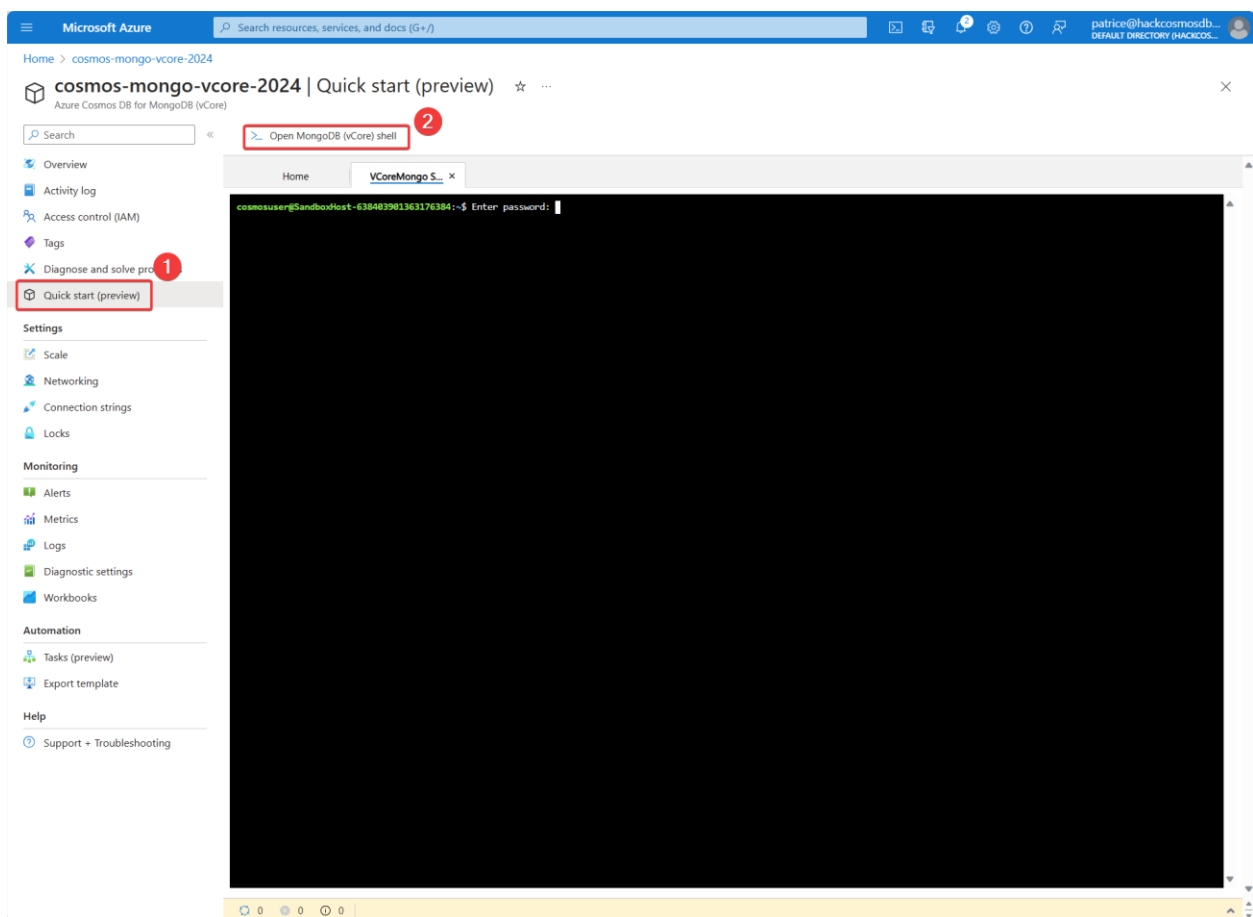 Microsoft Azure
Search resources, services, and docs (G+/)
2
patrice@hackcosmosdb...
DEFAULT DIRECTORY (HACKCOS...
Home > cosmos-mongo-vcore-2024
cosmos-mongo-vcore-2024 | Quick start (preview)
Azure Cosmos DB for MongoDB (vCore)
Search
Open MongoDB (vCore) shell
2
Overview
Activity log
Access control (IAM)
Tags
Diagnose and solve pro
1
Quick start (preview)
Settings
Scale
Networking
Connection strings
Locks
Monitoring
Alerts
Metrics
Logs
Diagnostic settings
Workbooks
Automation
Tasks (preview)
Export template
Help
Support + Troubleshooting
Home
VCoreMongo S...
cosmosuser@SandboxHost-638403901363176384:~$ Enter password:
0 0 0